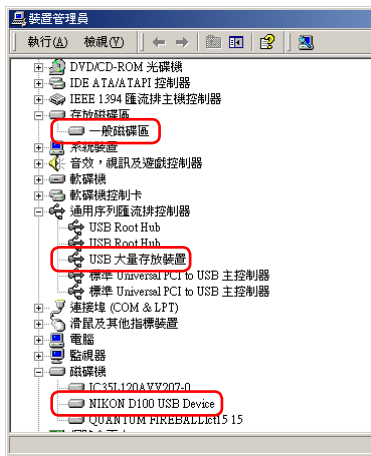 裝置管理員
執行(A) 檢視(V)
DVD/CD-ROM 光碟機
IDE ATA/ATAPI 控制器
IEEE 1394 匯流排主機控制器
存放磁碟區
一般磁碟區
系統裝置
音效，視訊及遊戲控制器
軟碟機
軟碟機控制卡
通用序列匯流排控制器
USB Root Hub
USB Root Hub
USB 大量存放裝置
標準 Universal PCI to USB 主控制器
標準 Universal PCI to USB 主控制器
連接埠 (COM & LPT)
滑鼠及其他指標裝置
電腦
監視器
磁碟機
IC35L120AVV207-0
NIKON D100 USB Device
QUANTUM FIREBALLlct15 15